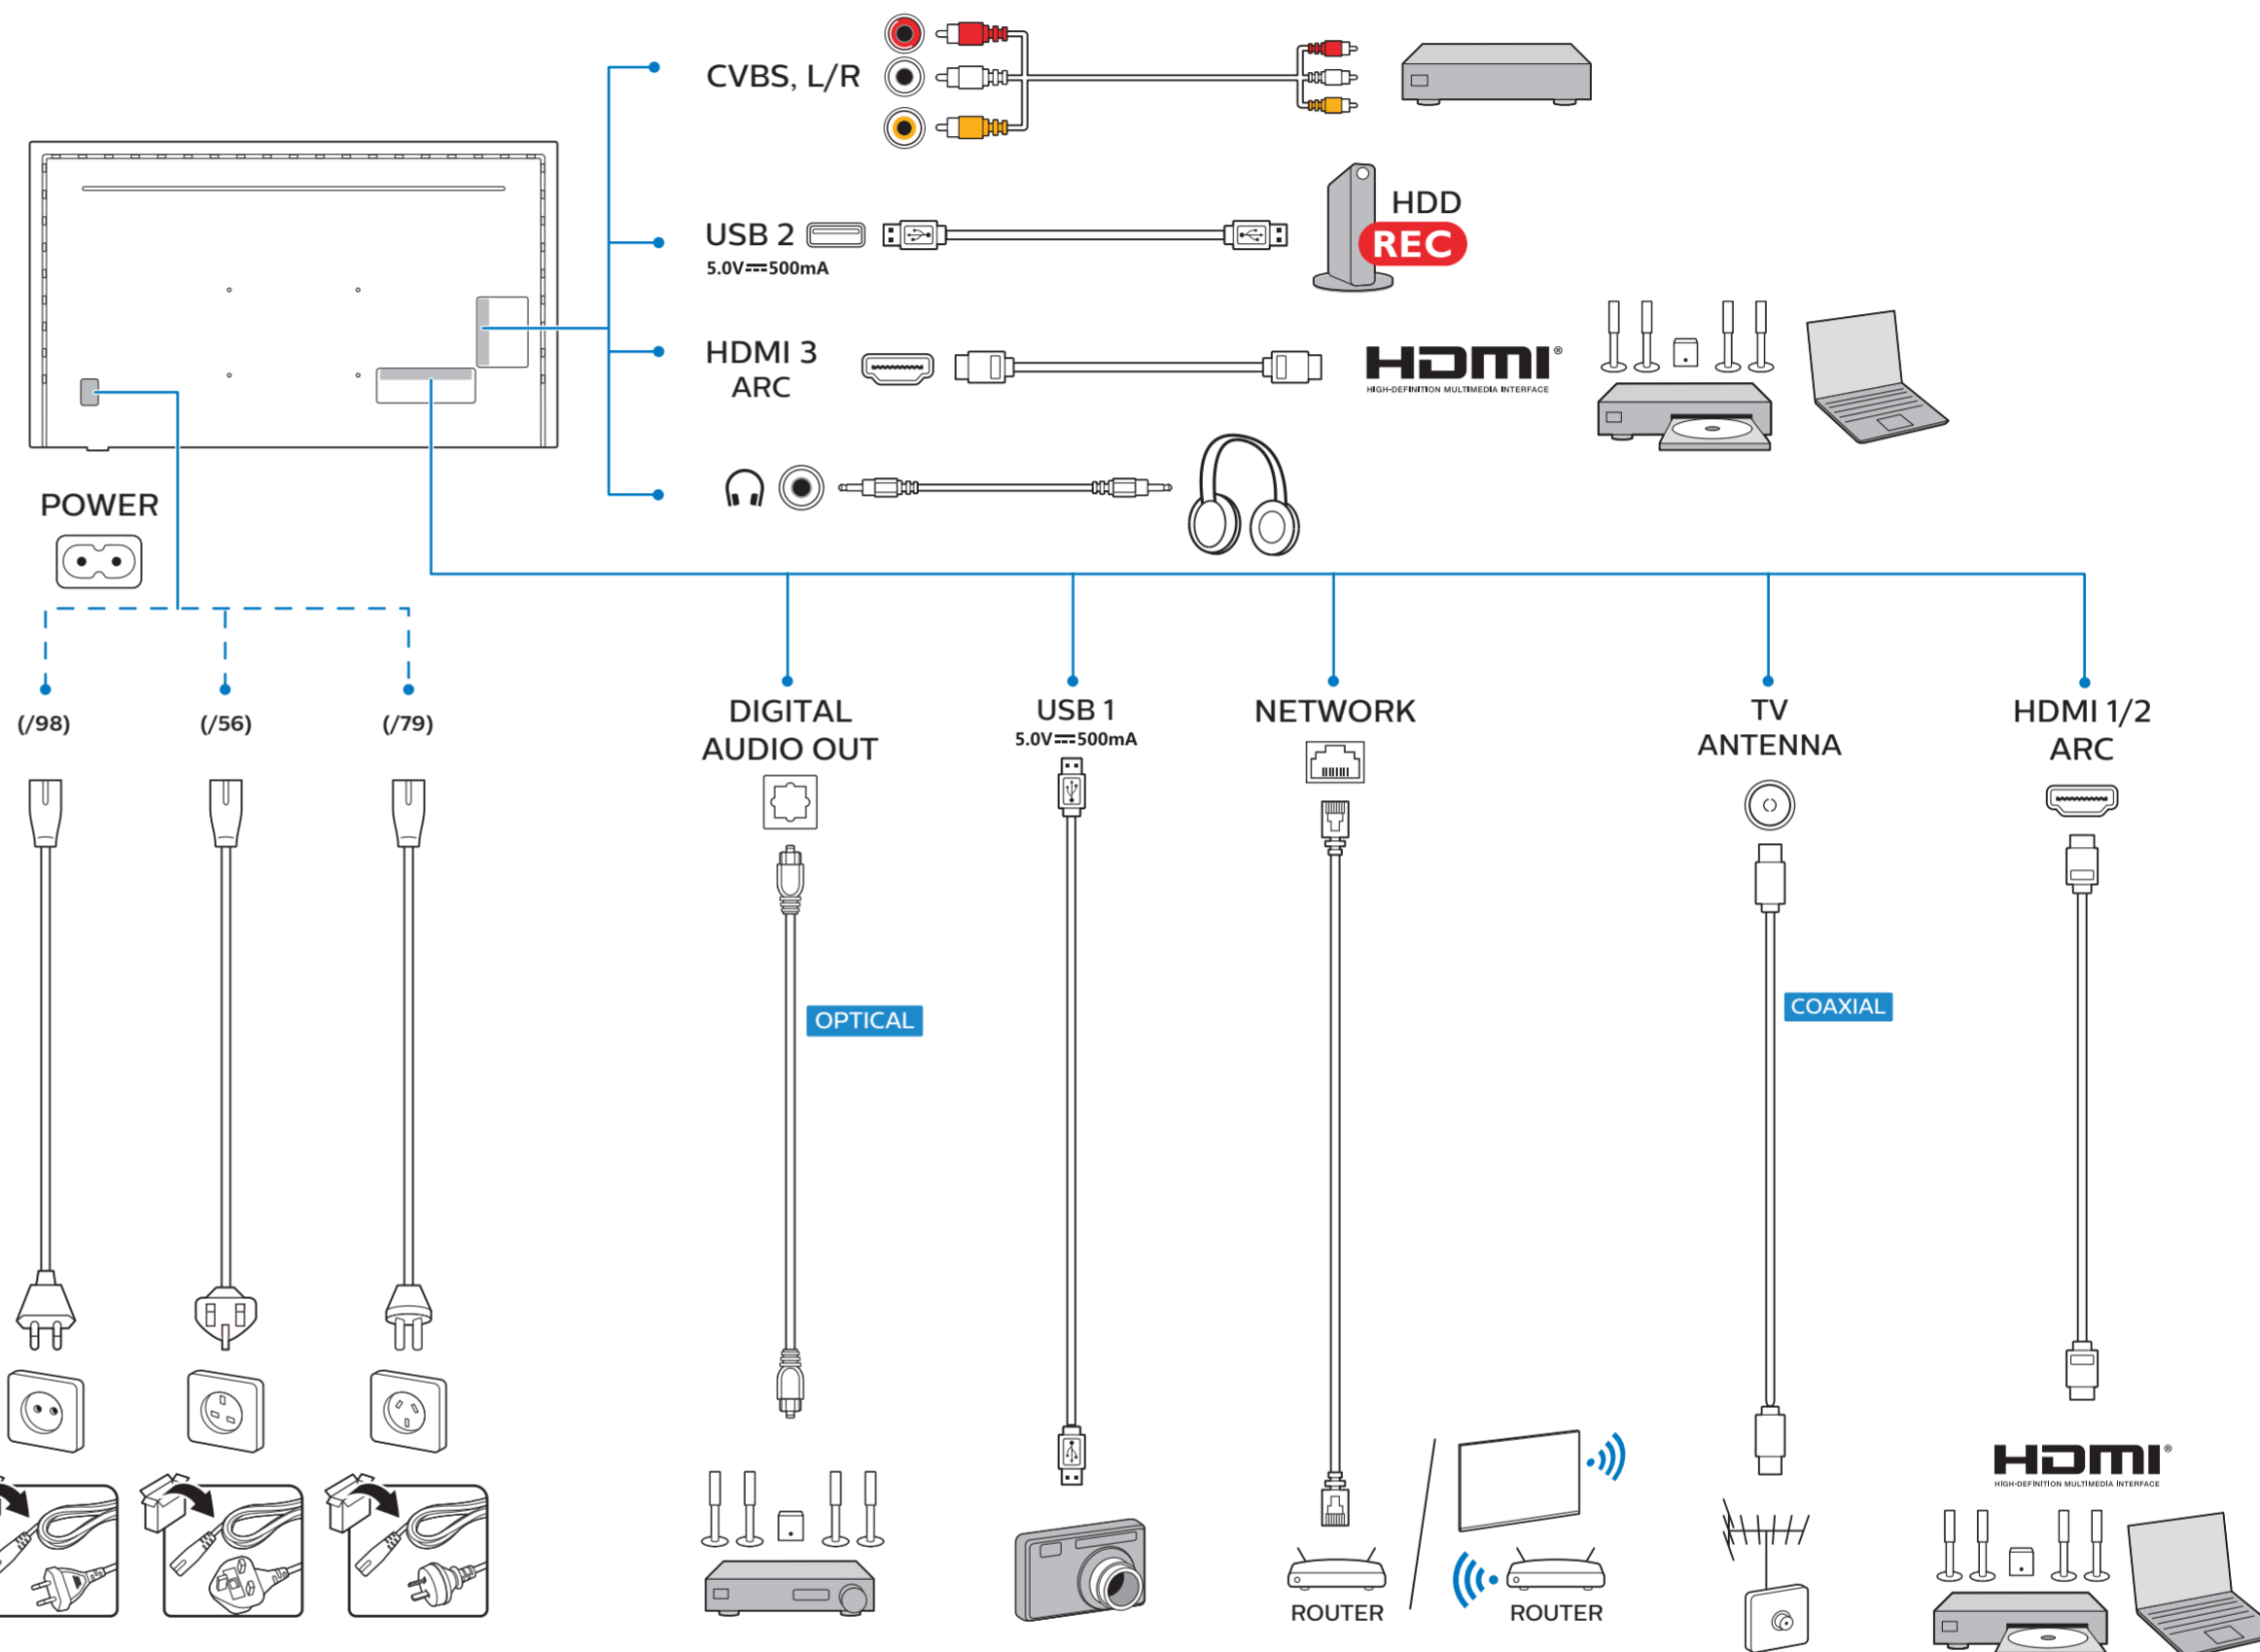 CVBS, L/R
USB 2
5.0V⎓500mA
HDD
REC
HDMI 3
ARC
HDMI®
HIGH-DEFINITION MULTIMEDIA INTERFACE
POWER
(/98)
(/56)
(/79)
DIGITAL
AUDIO OUT
OPTICAL
USB 1
5.0V⎓500mA
NETWORK
ROUTER
ROUTER
TV
ANTENNA
COAXIAL
HDMI 1/2
ARC
HDMI®
HIGH-DEFINITION MULTIMEDIA INTERFACE